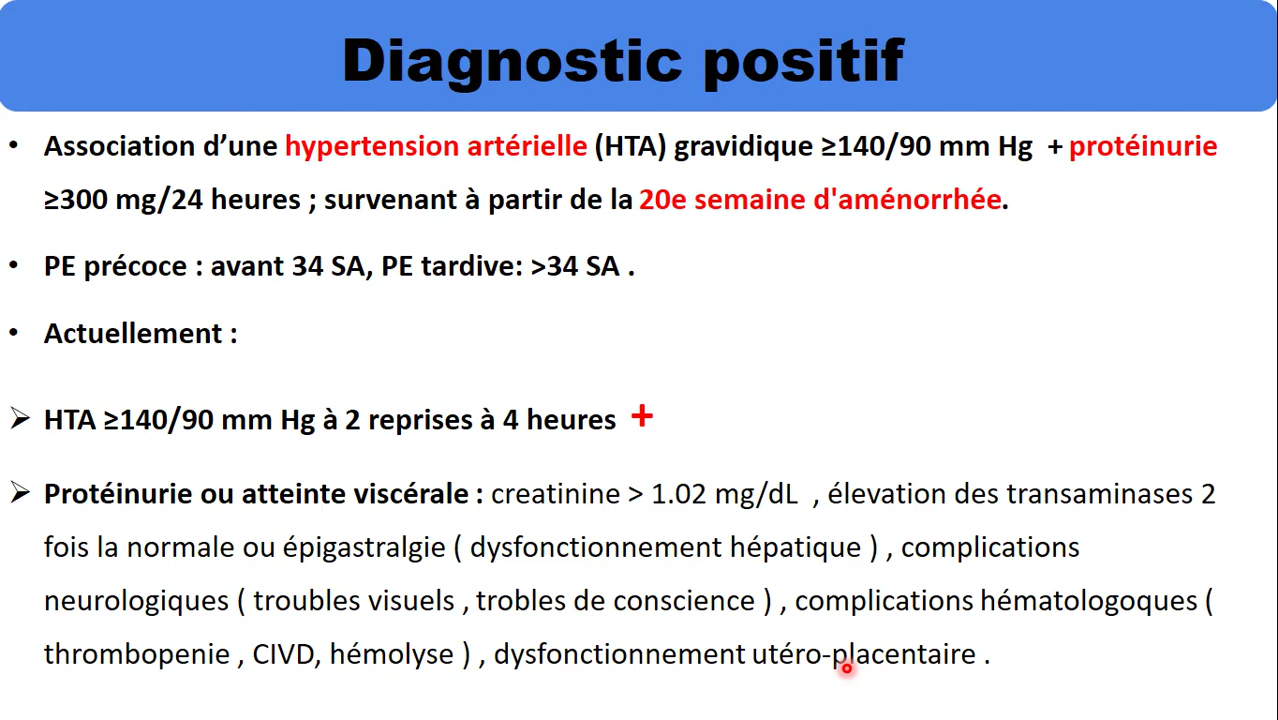 Diagnostic positif
• Association d’une hypertension artérielle (HTA) gravidique ≥140/90 mm Hg + protéinurie
≥300 mg/24 heures ; survenant à partir de la 20e semaine d'aménorrhée.
• PE précoce : avant 34 SA, PE tardive: >34 SA .
• Actuellement :
➢ HTA ≥140/90 mm Hg à 2 reprises à 4 heures +
➢ Protéinurie ou atteinte viscérale : creatinine > 1.02 mg/dL , élevation des transaminases 2
fois la normale ou épigastralgie ( dysfonctionnement hépatique ) , complications
neurologiques ( troubles visuels , trobles de conscience ) , complications hématologoques (
thrombopenie , CIVD, hémolyse ) , dysfonctionnement utéro-placentaire .